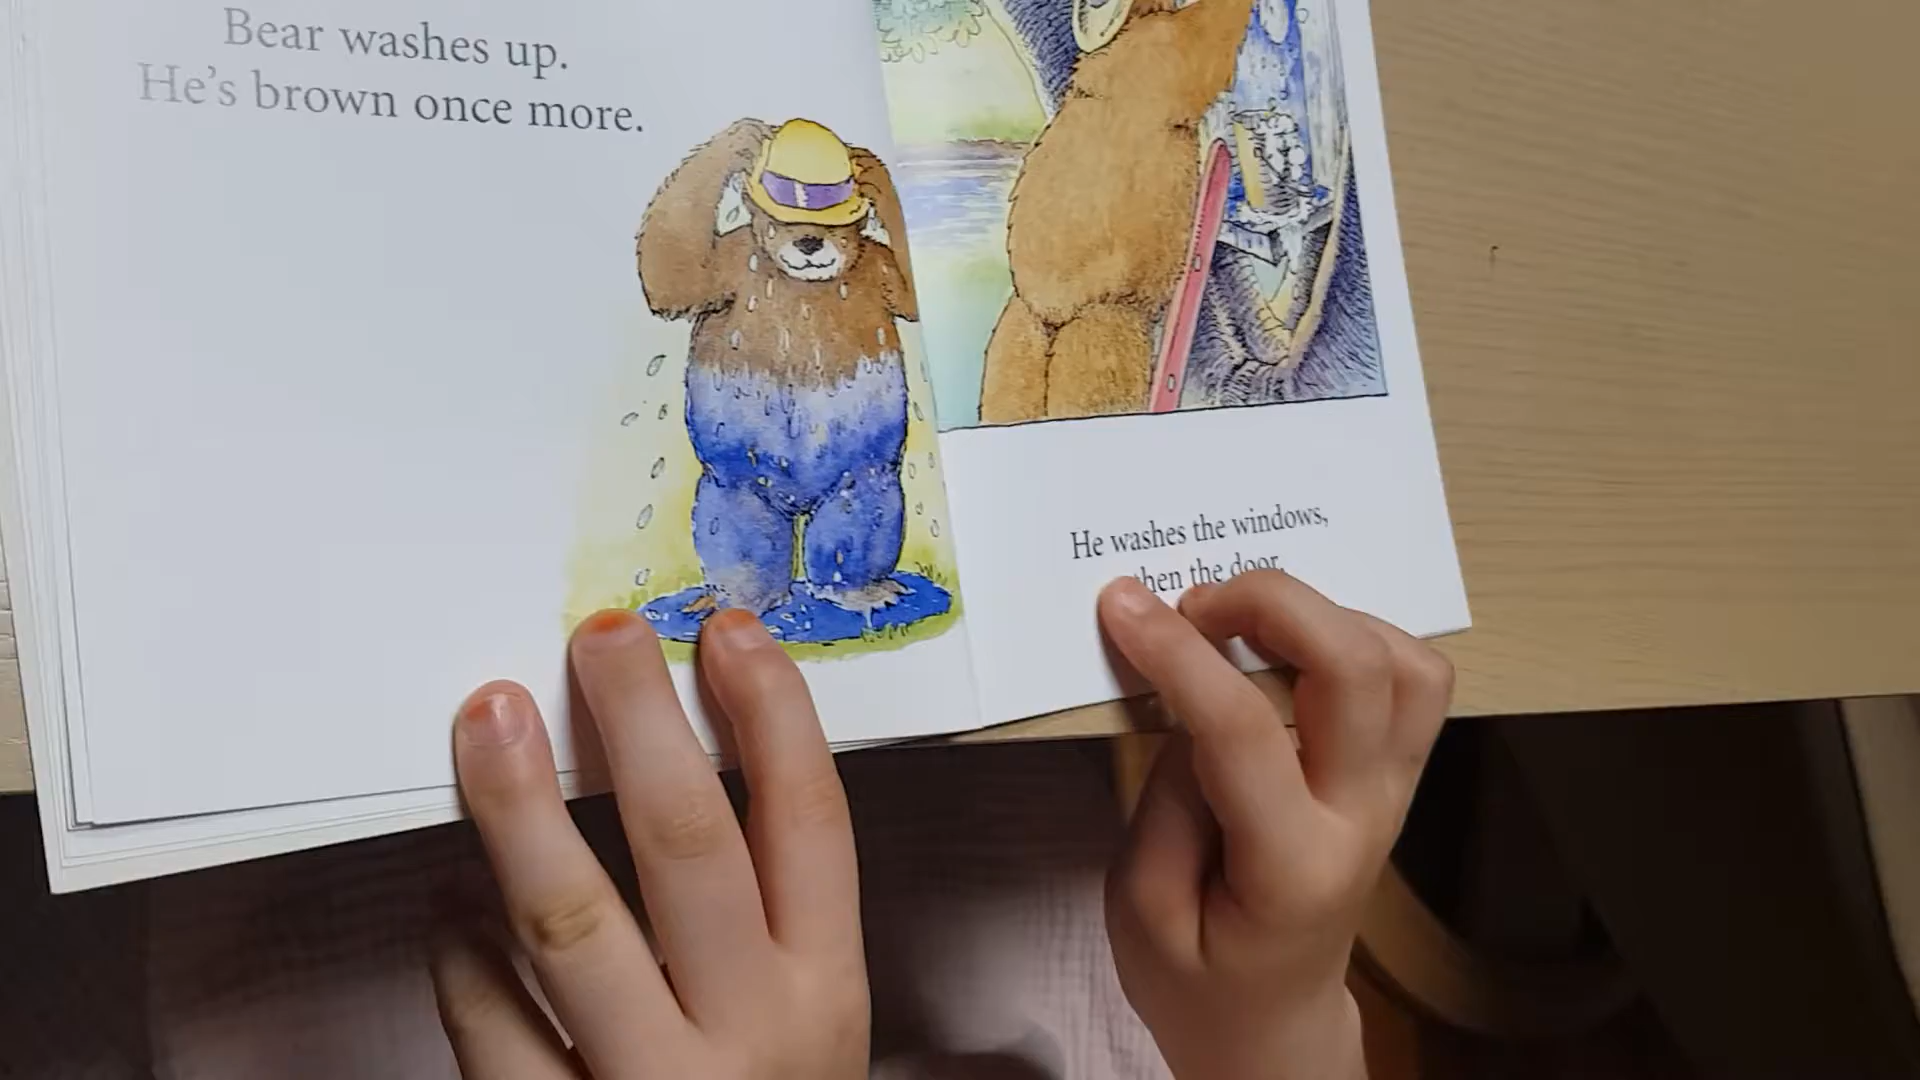 Bear washes up.
He's brown once more.
He washes the windows,
then the door.